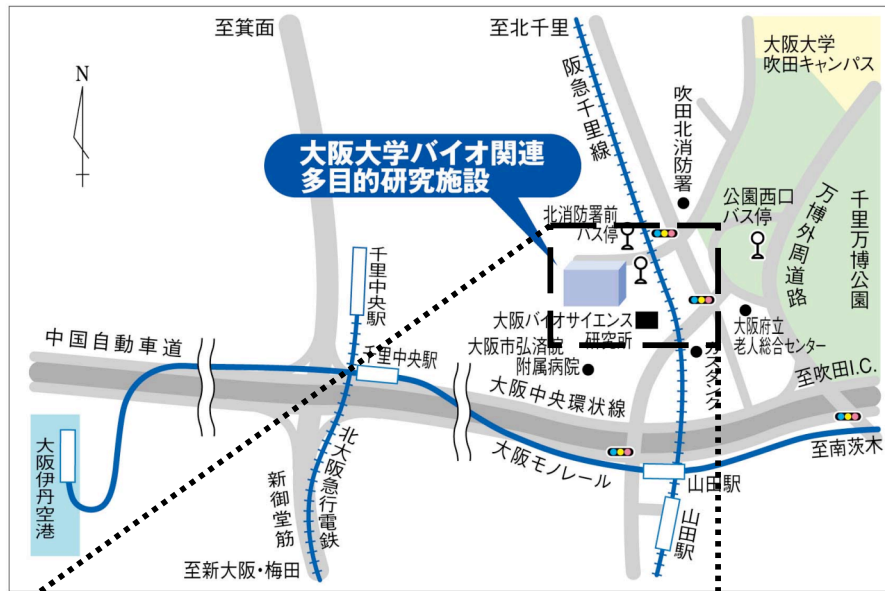 至箕面
至北千里
大阪大学
吹田キャンパス
N
阪急千里線
吹田北消防署
大阪大学バイオ関連
多目的研究施設
北消防署前
バス停
公園西口
バス停
万博外周道路
千里万博公園
千里中央駅
中国自動車道
千里中央駅
大阪バイオサイエンス
研究所
大阪市弘済院
附属病院
ガスタンク
大阪府立
老人総合センター
至吹田I.C.
大阪中央環状線
大阪モノレール
至南茨木
山田駅
山田駅
大阪伊丹空港
北大阪急行電鉄
新御堂筋
至新大阪・梅田